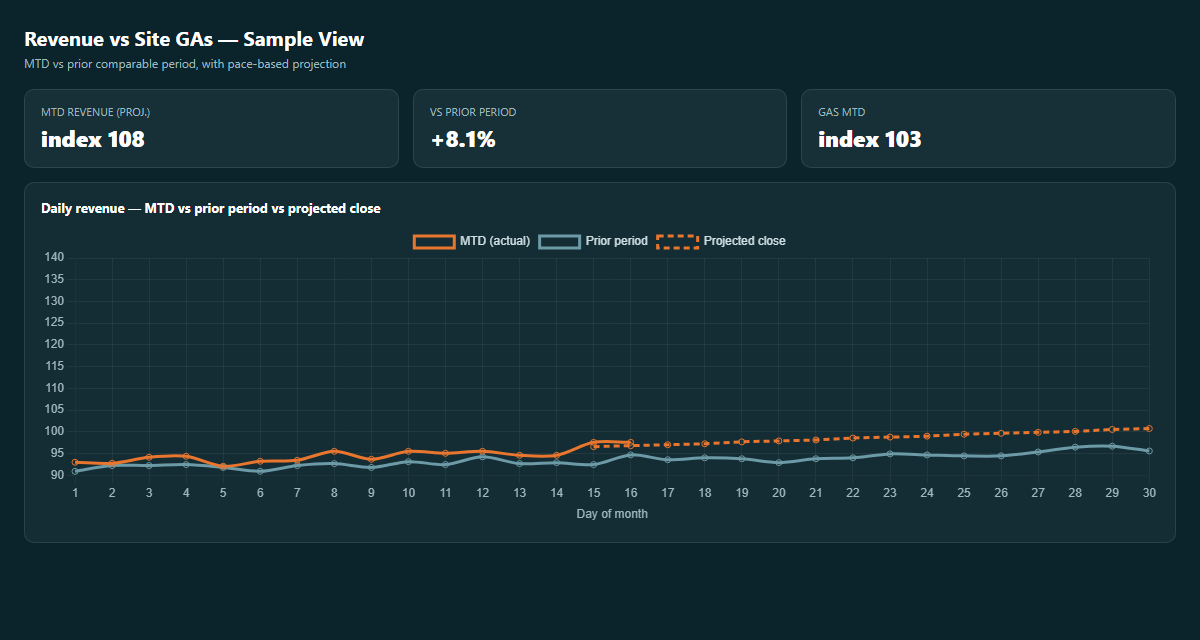 Revenue vs Site GAs — Sample View
MTD vs prior comparable period, with pace-based projection
MTD REVENUE (PROJ.)
index 108
VS PRIOR PERIOD
+8.1%
GAS MTD
index 103
Daily revenue — MTD vs prior period vs projected close
MTD (actual) Prior period Projected close
140
135
130
125
120
115
110
105
100
95
90
1 2 3 4 5 6 7 8 9 10 11 12 13 14 15 16 17 18 19 20 21 22 23 24 25 26 27 28 29 30
Day of month